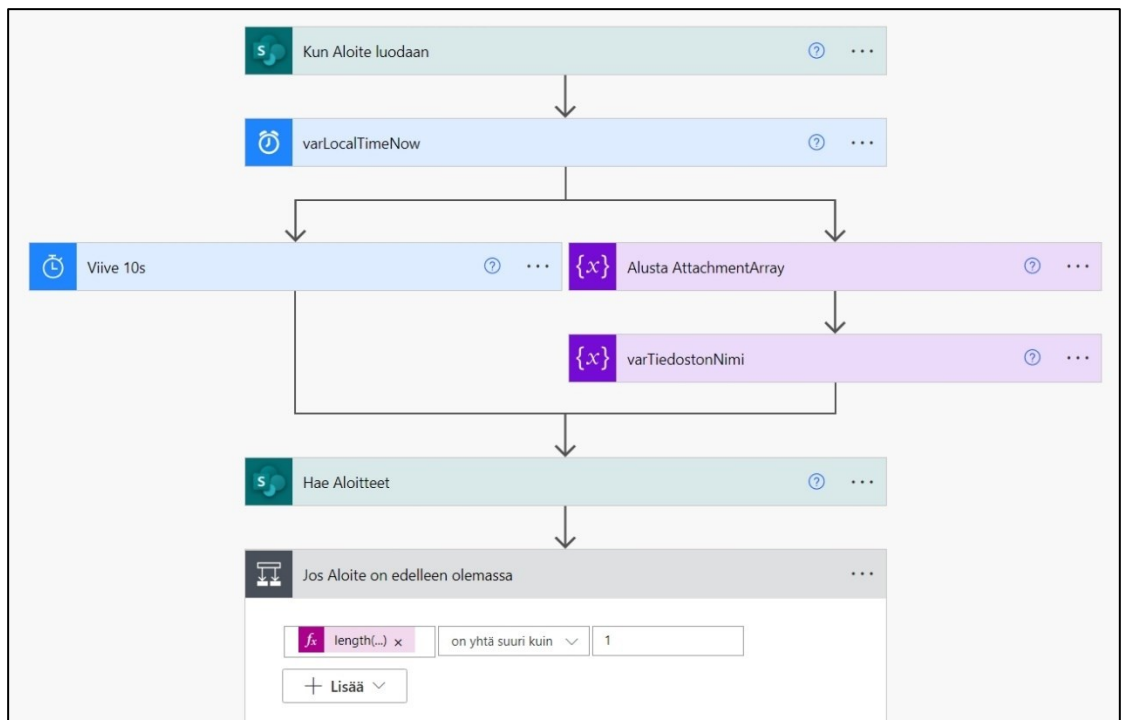 Kun Aloite luodaan
varLocalTimeNow
Viive 10s
{x} Alusta AttachmentArray
{x} varTiedostonNimi
Hae Aloitteet
Jos Aloite on edelleen olemassa
fx length(...) × on yhtä suuri kuin 1
+ Lisää